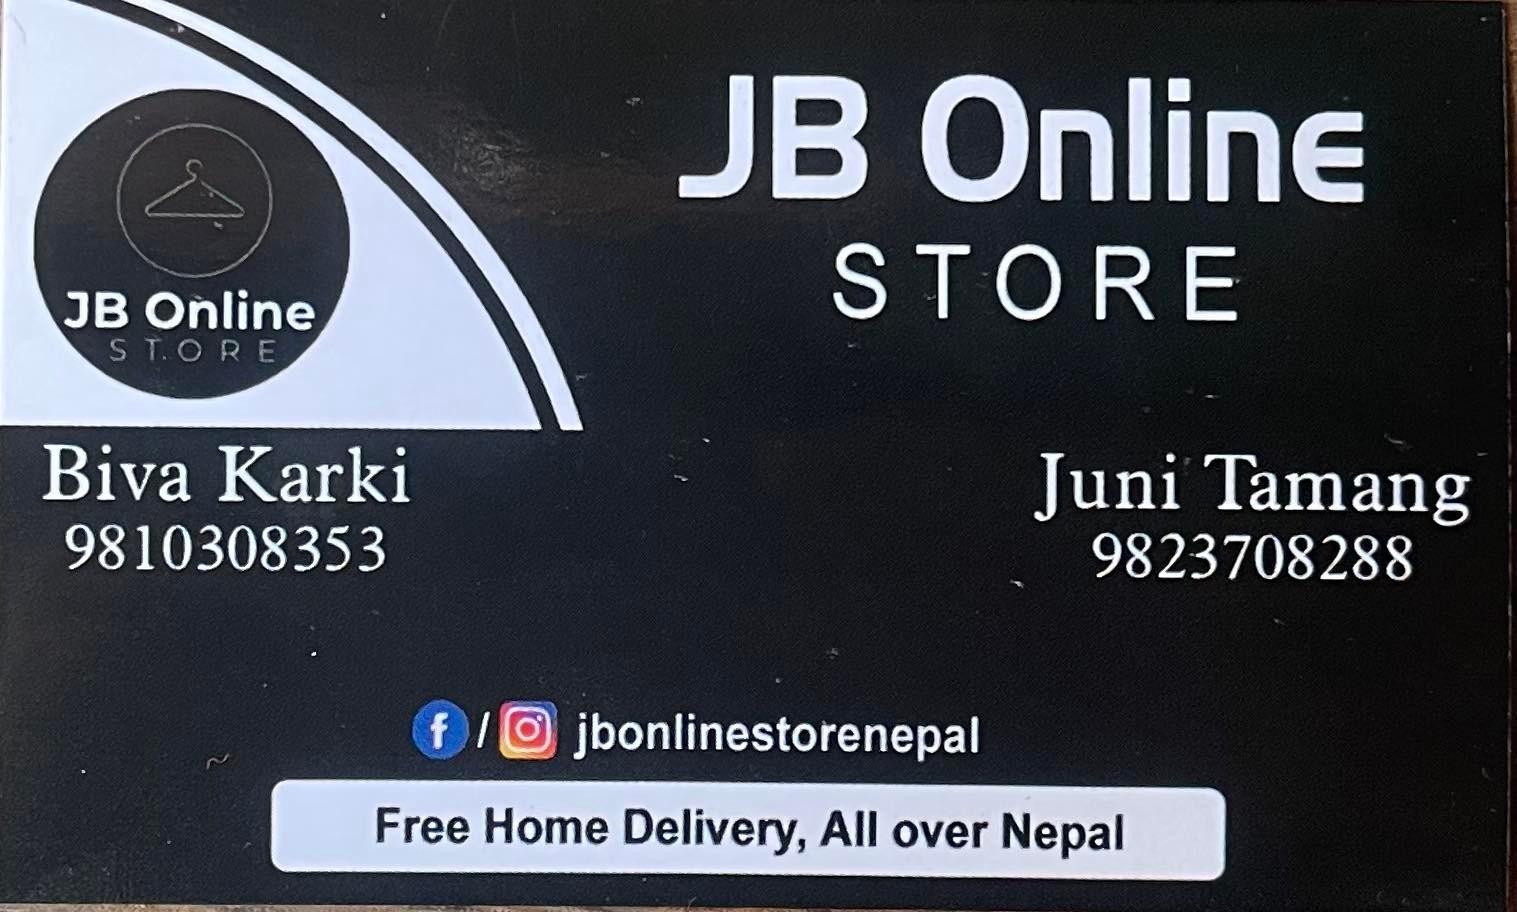 JB Online
STORE
JB Online
STORE
Biva Karki
9810308353
Juni Tamang
9823708288
f / jbonlinestorenepal
Free Home Delivery, All over Nepal